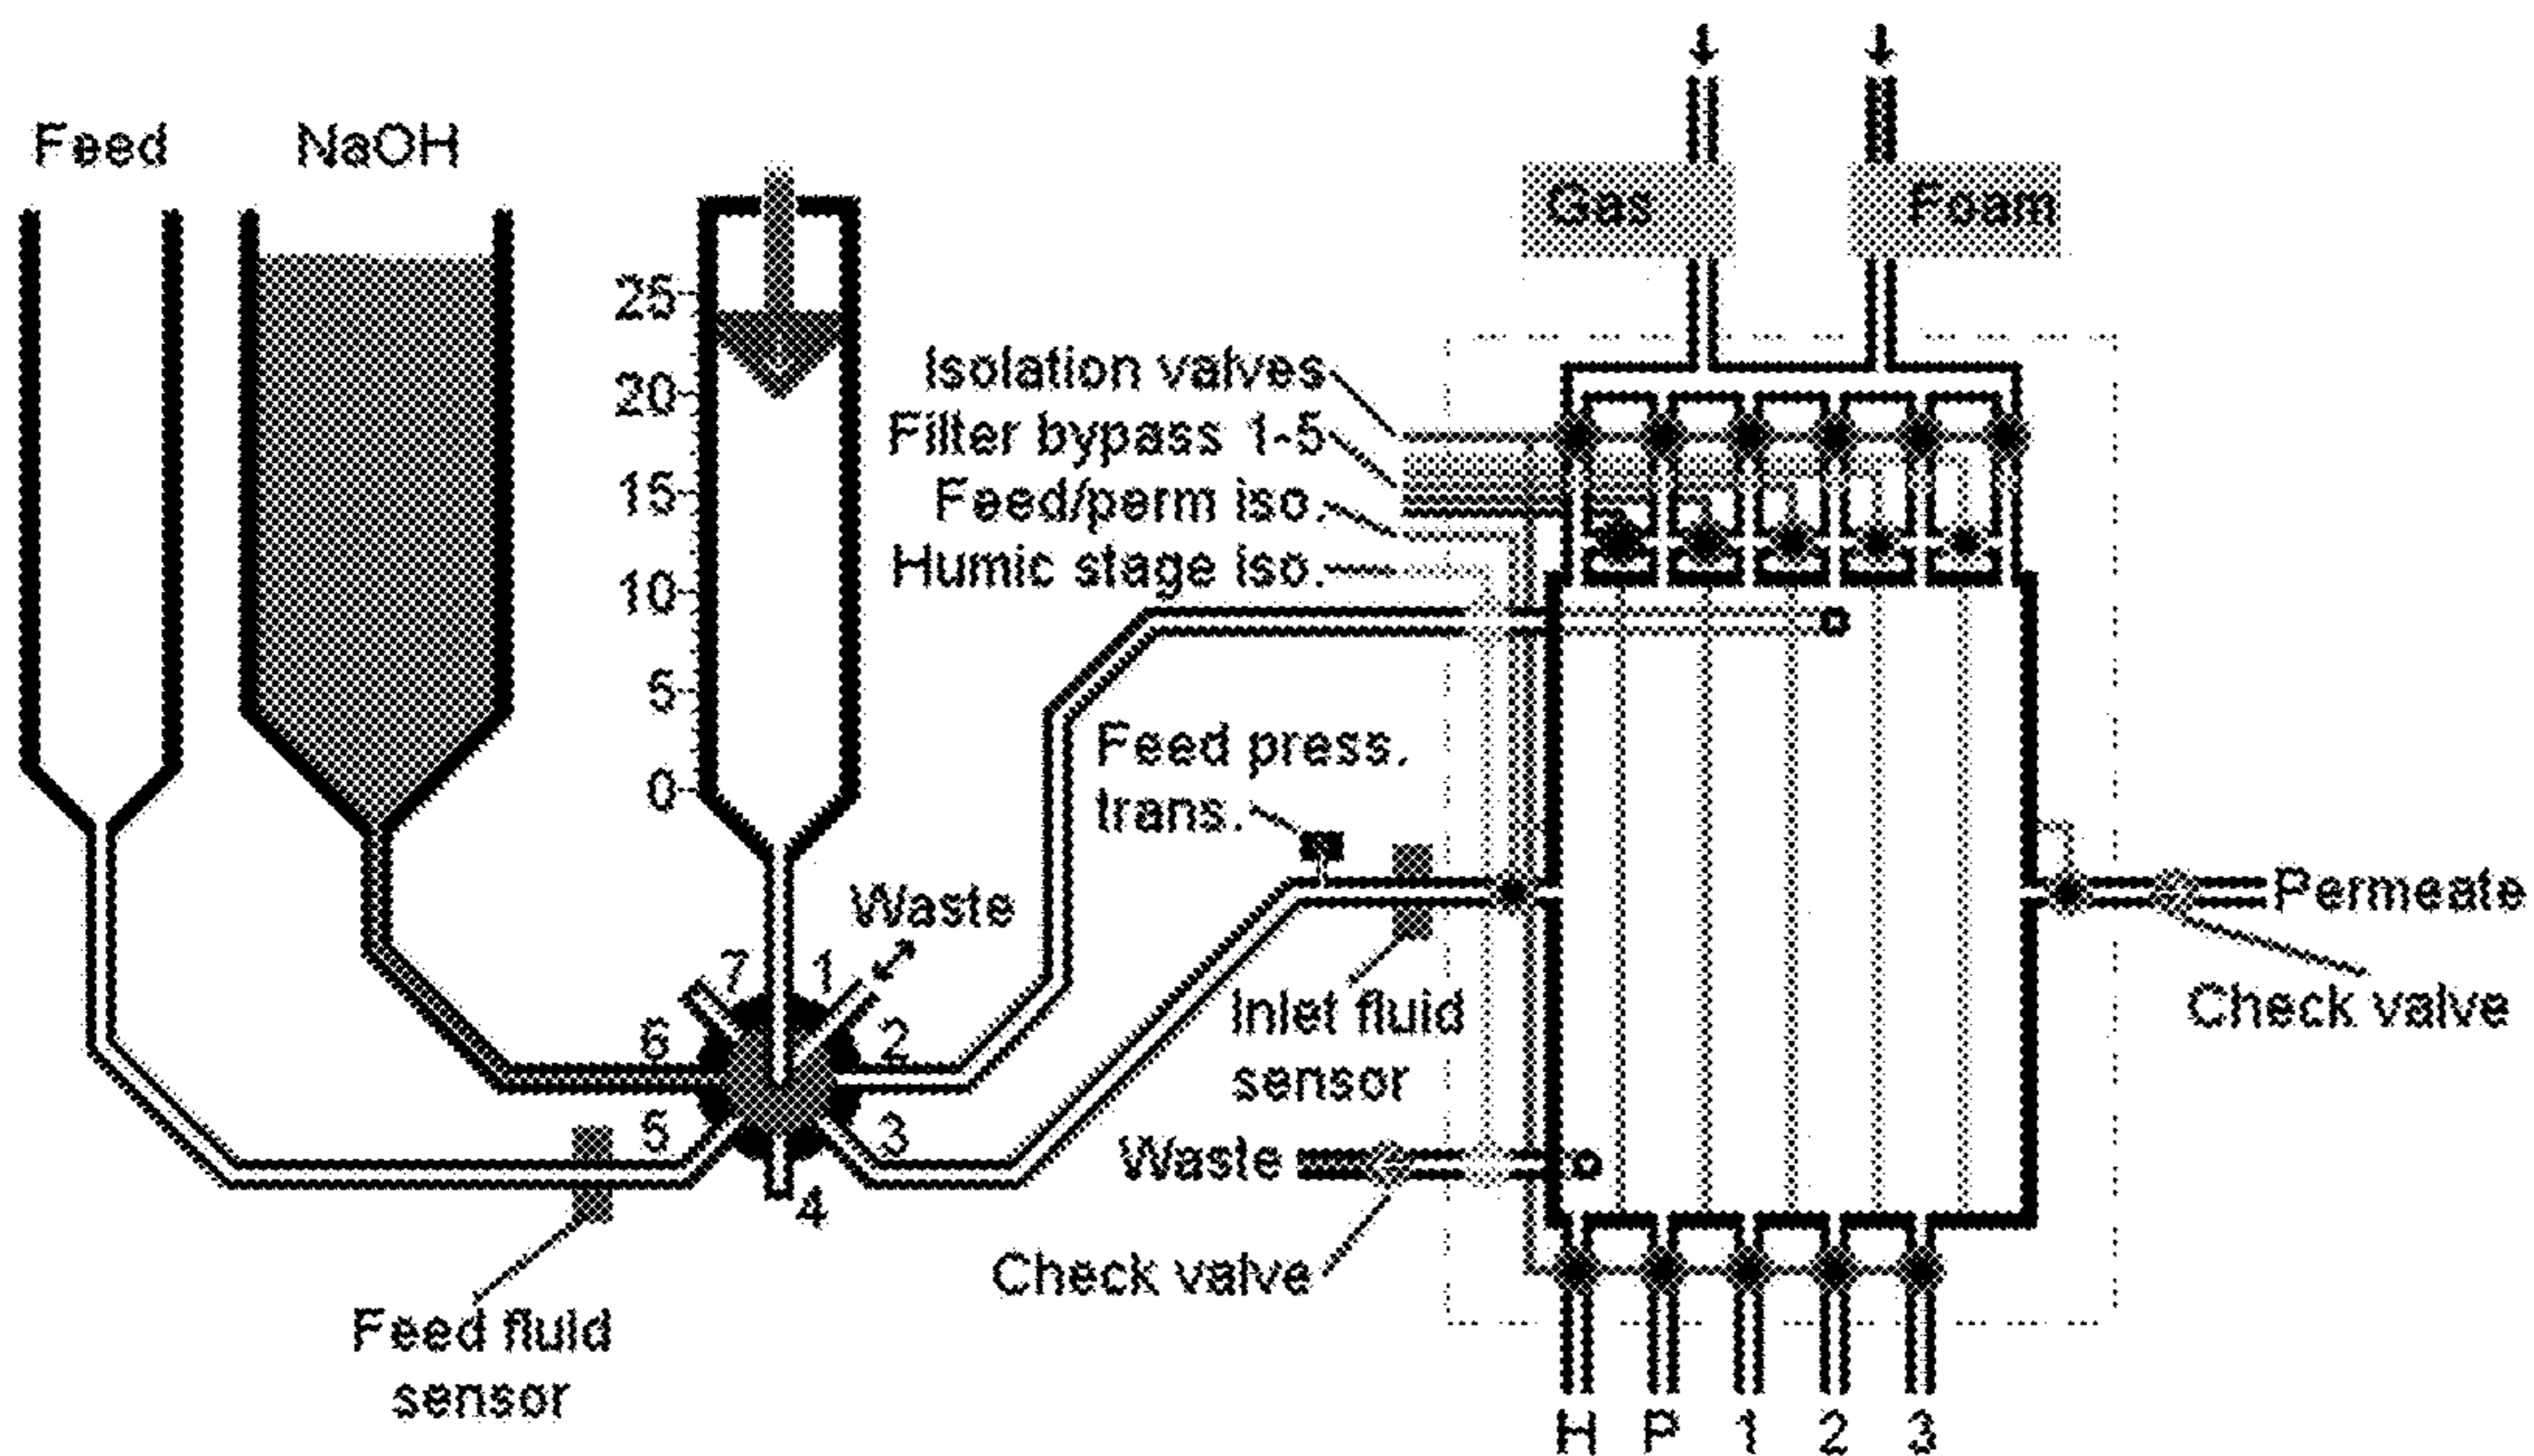 Feed
NaOH
Gas
Foam
25
20
15
10
5
0
Isolation valves
Filter bypass 1-5
Feed/perm iso.
Humic stage iso.
Feed press.
trans.
Waste
7
1
6
2
5
3
4
Inlet fluid
sensor
Permeate
Check valve
Waste
Check valve
Feed fluid
sensor
H
P
1
2
3